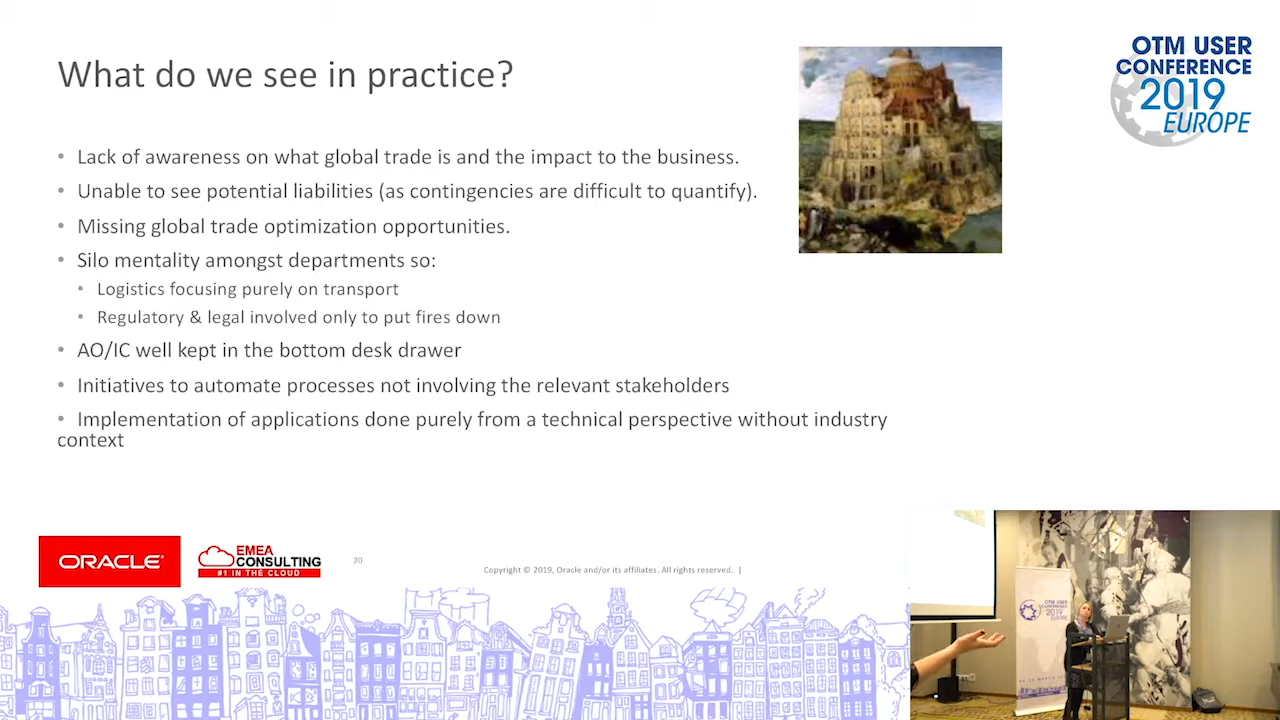 What do we see in practice?
OTM USER
CONFERENCE
2019
EUROPE
• Lack of awareness on what global trade is and the impact to the business.
• Unable to see potential liabilities (as contingencies are difficult to quantify).
• Missing global trade optimization opportunities.
• Silo mentality amongst departments so:
• Logistics focusing purely on transport
• Regulatory & legal involved only to put fires down
• AO/IC well kept in the bottom desk drawer
• Initiatives to automate processes not involving the relevant stakeholders
• Implementation of applications done purely from a technical perspective without industry
context
ORACLE®
EMEA
CONSULTING
#1 IN THE CLOUD
20
Copyright © 2019, Oracle and/or its affiliates. All rights reserved. |
OTM USER
CONFERENCE
2019
EUROPE